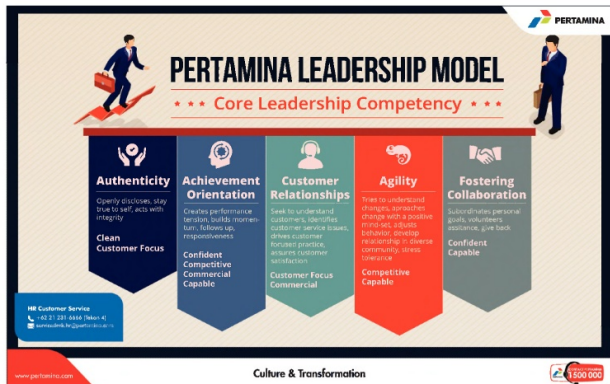 PERTAMINA
PERTAMINA LEADERSHIP MODEL
Core Leadership Competency
Authenticity
Openly discloses, stay
true to self, acts with
integrity
Clean
Customer Focus
Achievement
Orientation
Creates performance
tension, builds momen-
tum, follows up,
responsiveness
Confident
Competitive
Commercial
Capable
Customer
Relationships
Seek to understand
customers, identifies
customer service issues,
drives customer
focused practice,
assures customer
satisfaction
Customer Focus
Commercial
Agility
Tries to understand
changes, aproaches
change with a positive
mind-set, adjusts
behavior, develop
relationship in diverse
community, stress
tolerance
Competitive
Capable
Fostering
Collaboration
Subordinates personal
goals, volunteers
assistance, give back
Confident
Capable
HR Customer Service
www.pertamina.com
Culture & Transformation
1 500 000